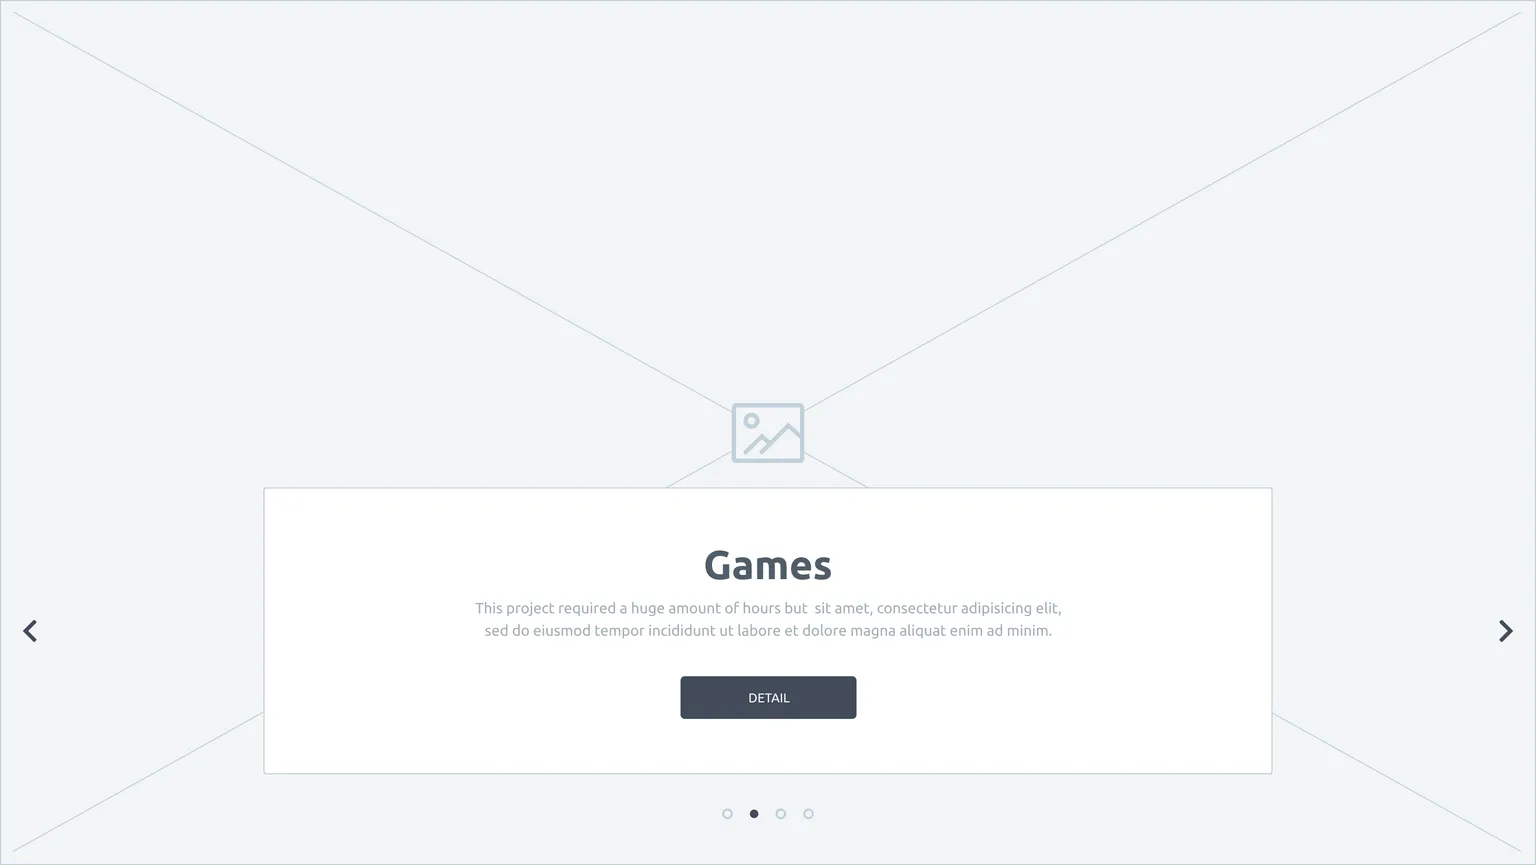 Games
This project required a huge amount of hours but  sit amet, consectetur adipisicing elit,
sed do eiusmod tempor incididunt ut labore et dolore magna aliquat enim ad minim.
DETAIL